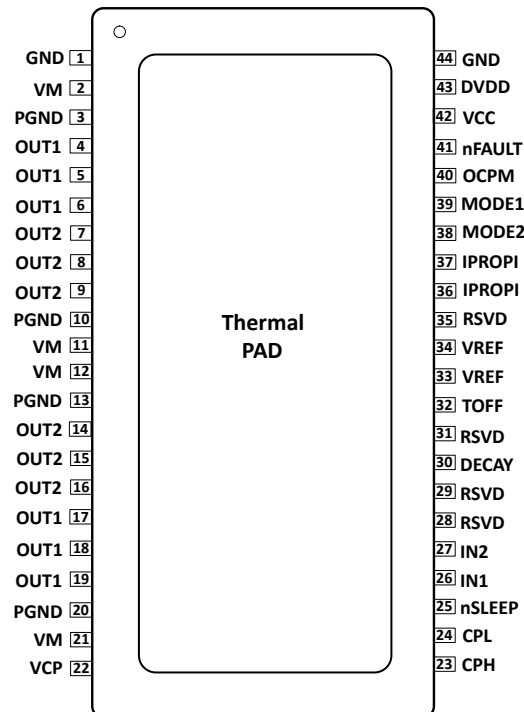 GND 1
VM 2
PGND 3
OUT1 4
OUT1 5
OUT1 6
OUT2 7
OUT2 8
OUT2 9
PGND 10
VM 11
VM 12
PGND 13
OUT2 14
OUT2 15
OUT2 16
OUT1 17
OUT1 18
OUT1 19
PGND 20
VM 21
VCP 22
Thermal
PAD
44 GND
43 DVDD
42 VCC
41 nFAULT
40 OCPM
39 MODE1
38 MODE2
37 IPROPI
36 IPROPI
35 RSVD
34 VREF
33 VREF
32 TOFF
31 RSVD
30 DECAY
29 RSVD
28 RSVD
27 IN2
26 IN1
25 nSLEEP
24 CPL
23 CPH